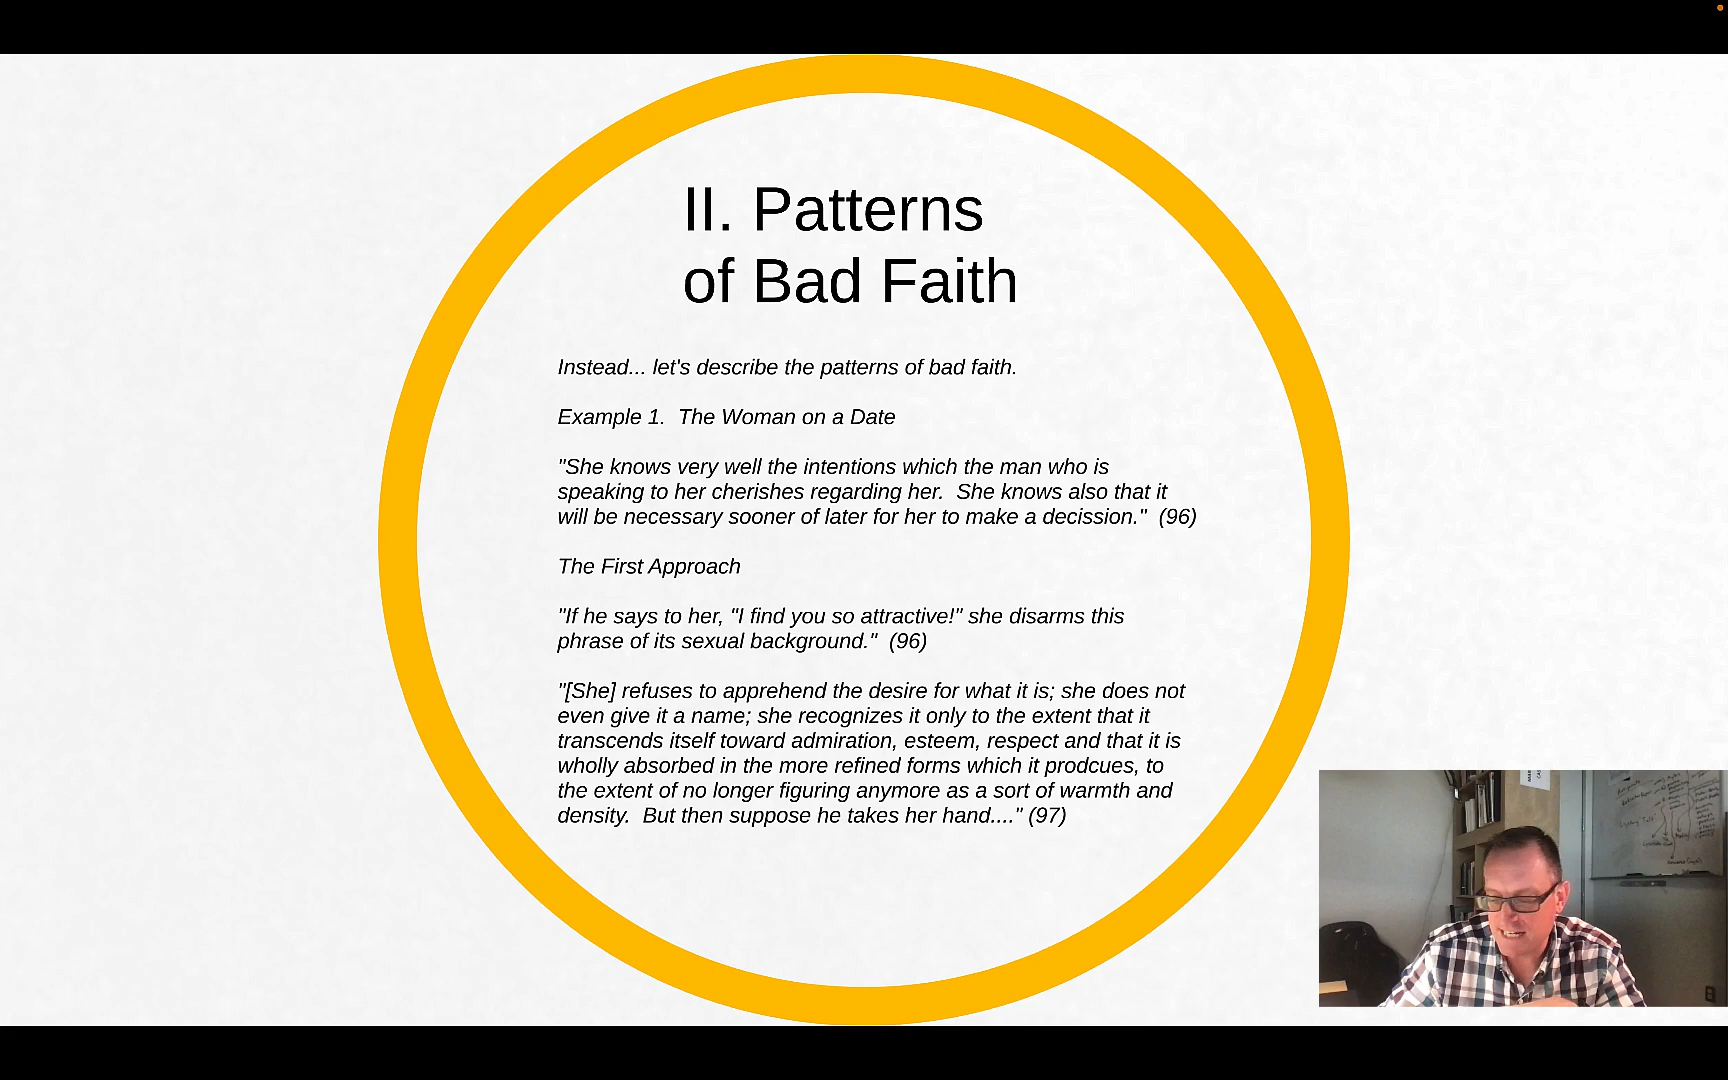 II. Patterns
of Bad Faith
Instead... let's describe the patterns of bad faith.
Example 1.  The Woman on a Date
"She knows very well the intentions which the man who is
speaking to her cherishes regarding her.  She knows also that it
will be necessary sooner of later for her to make a decission."  (96)
The First Approach
"If he says to her, "I find you so attractive!" she disarms this
phrase of its sexual background."  (96)
"[She] refuses to apprehend the desire for what it is; she does not
even give it a name; she recognizes it only to the extent that it
transcends itself toward admiration, esteem, respect and that it is
wholly absorbed in the more refined forms which it prodcues, to
the extent of no longer figuring anymore as a sort of warmth and
density.  But then suppose he takes her hand...." (97)